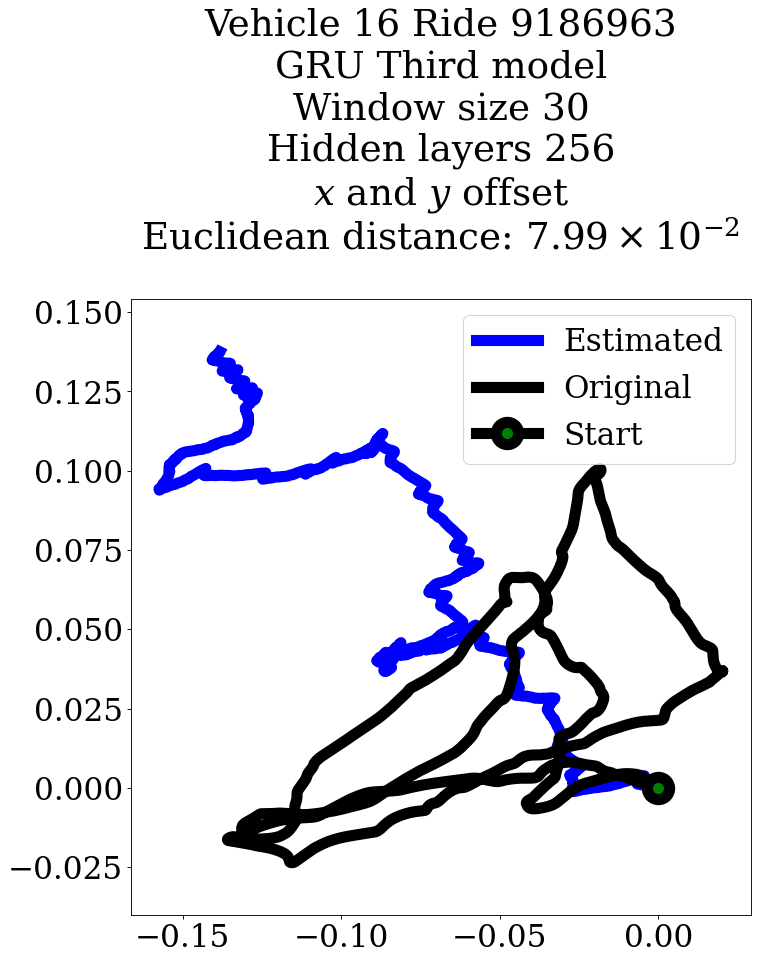 Vehicle 16 Ride 9186963
GRU Third model
Window size 30
Hidden layers 256
x and y offset
Euclidean distance: 7.99 × 10⁻²
Estimated
Original
Start
0.150
0.125
0.100
0.075
0.050
0.025
0.000
−0.025
−0.15 −0.10 −0.05 0.00